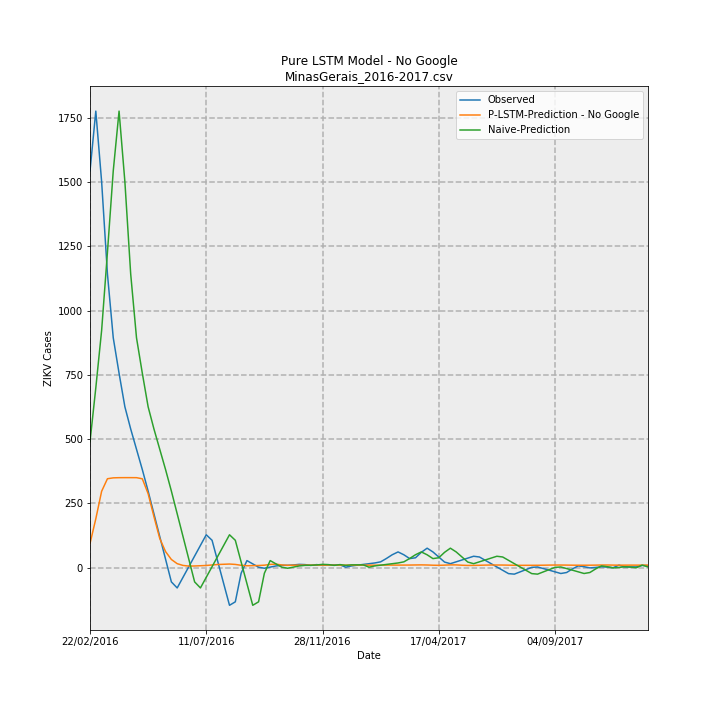 Pure LSTM Model - No Google
MinasGerais_2016-2017.csv
Observed
P-LSTM-Prediction - No Google
Naive-Prediction
1750
1500
1250
1000
750
500
250
0
ZIKV Cases
22/02/2016
11/07/2016
28/11/2016
17/04/2017
04/09/2017
Date